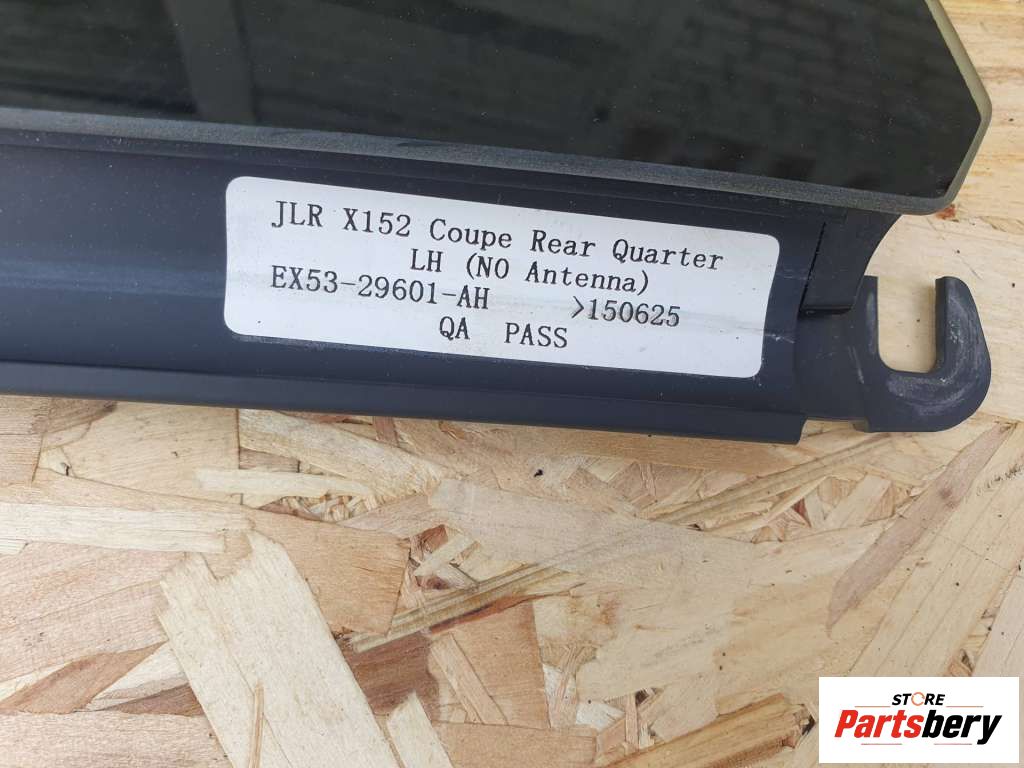 JLR X152 Coupe Rear Quarter
LH (NO Antenna)
EX53-29601-AH >150625
QA PASS
STORE
Partsbery